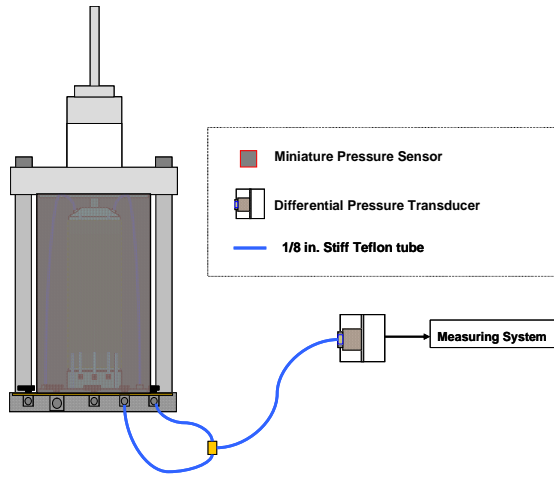 Miniature Pressure Sensor
Differential Pressure Transducer
1/8 in. Stiff Teflon tube
Measuring System